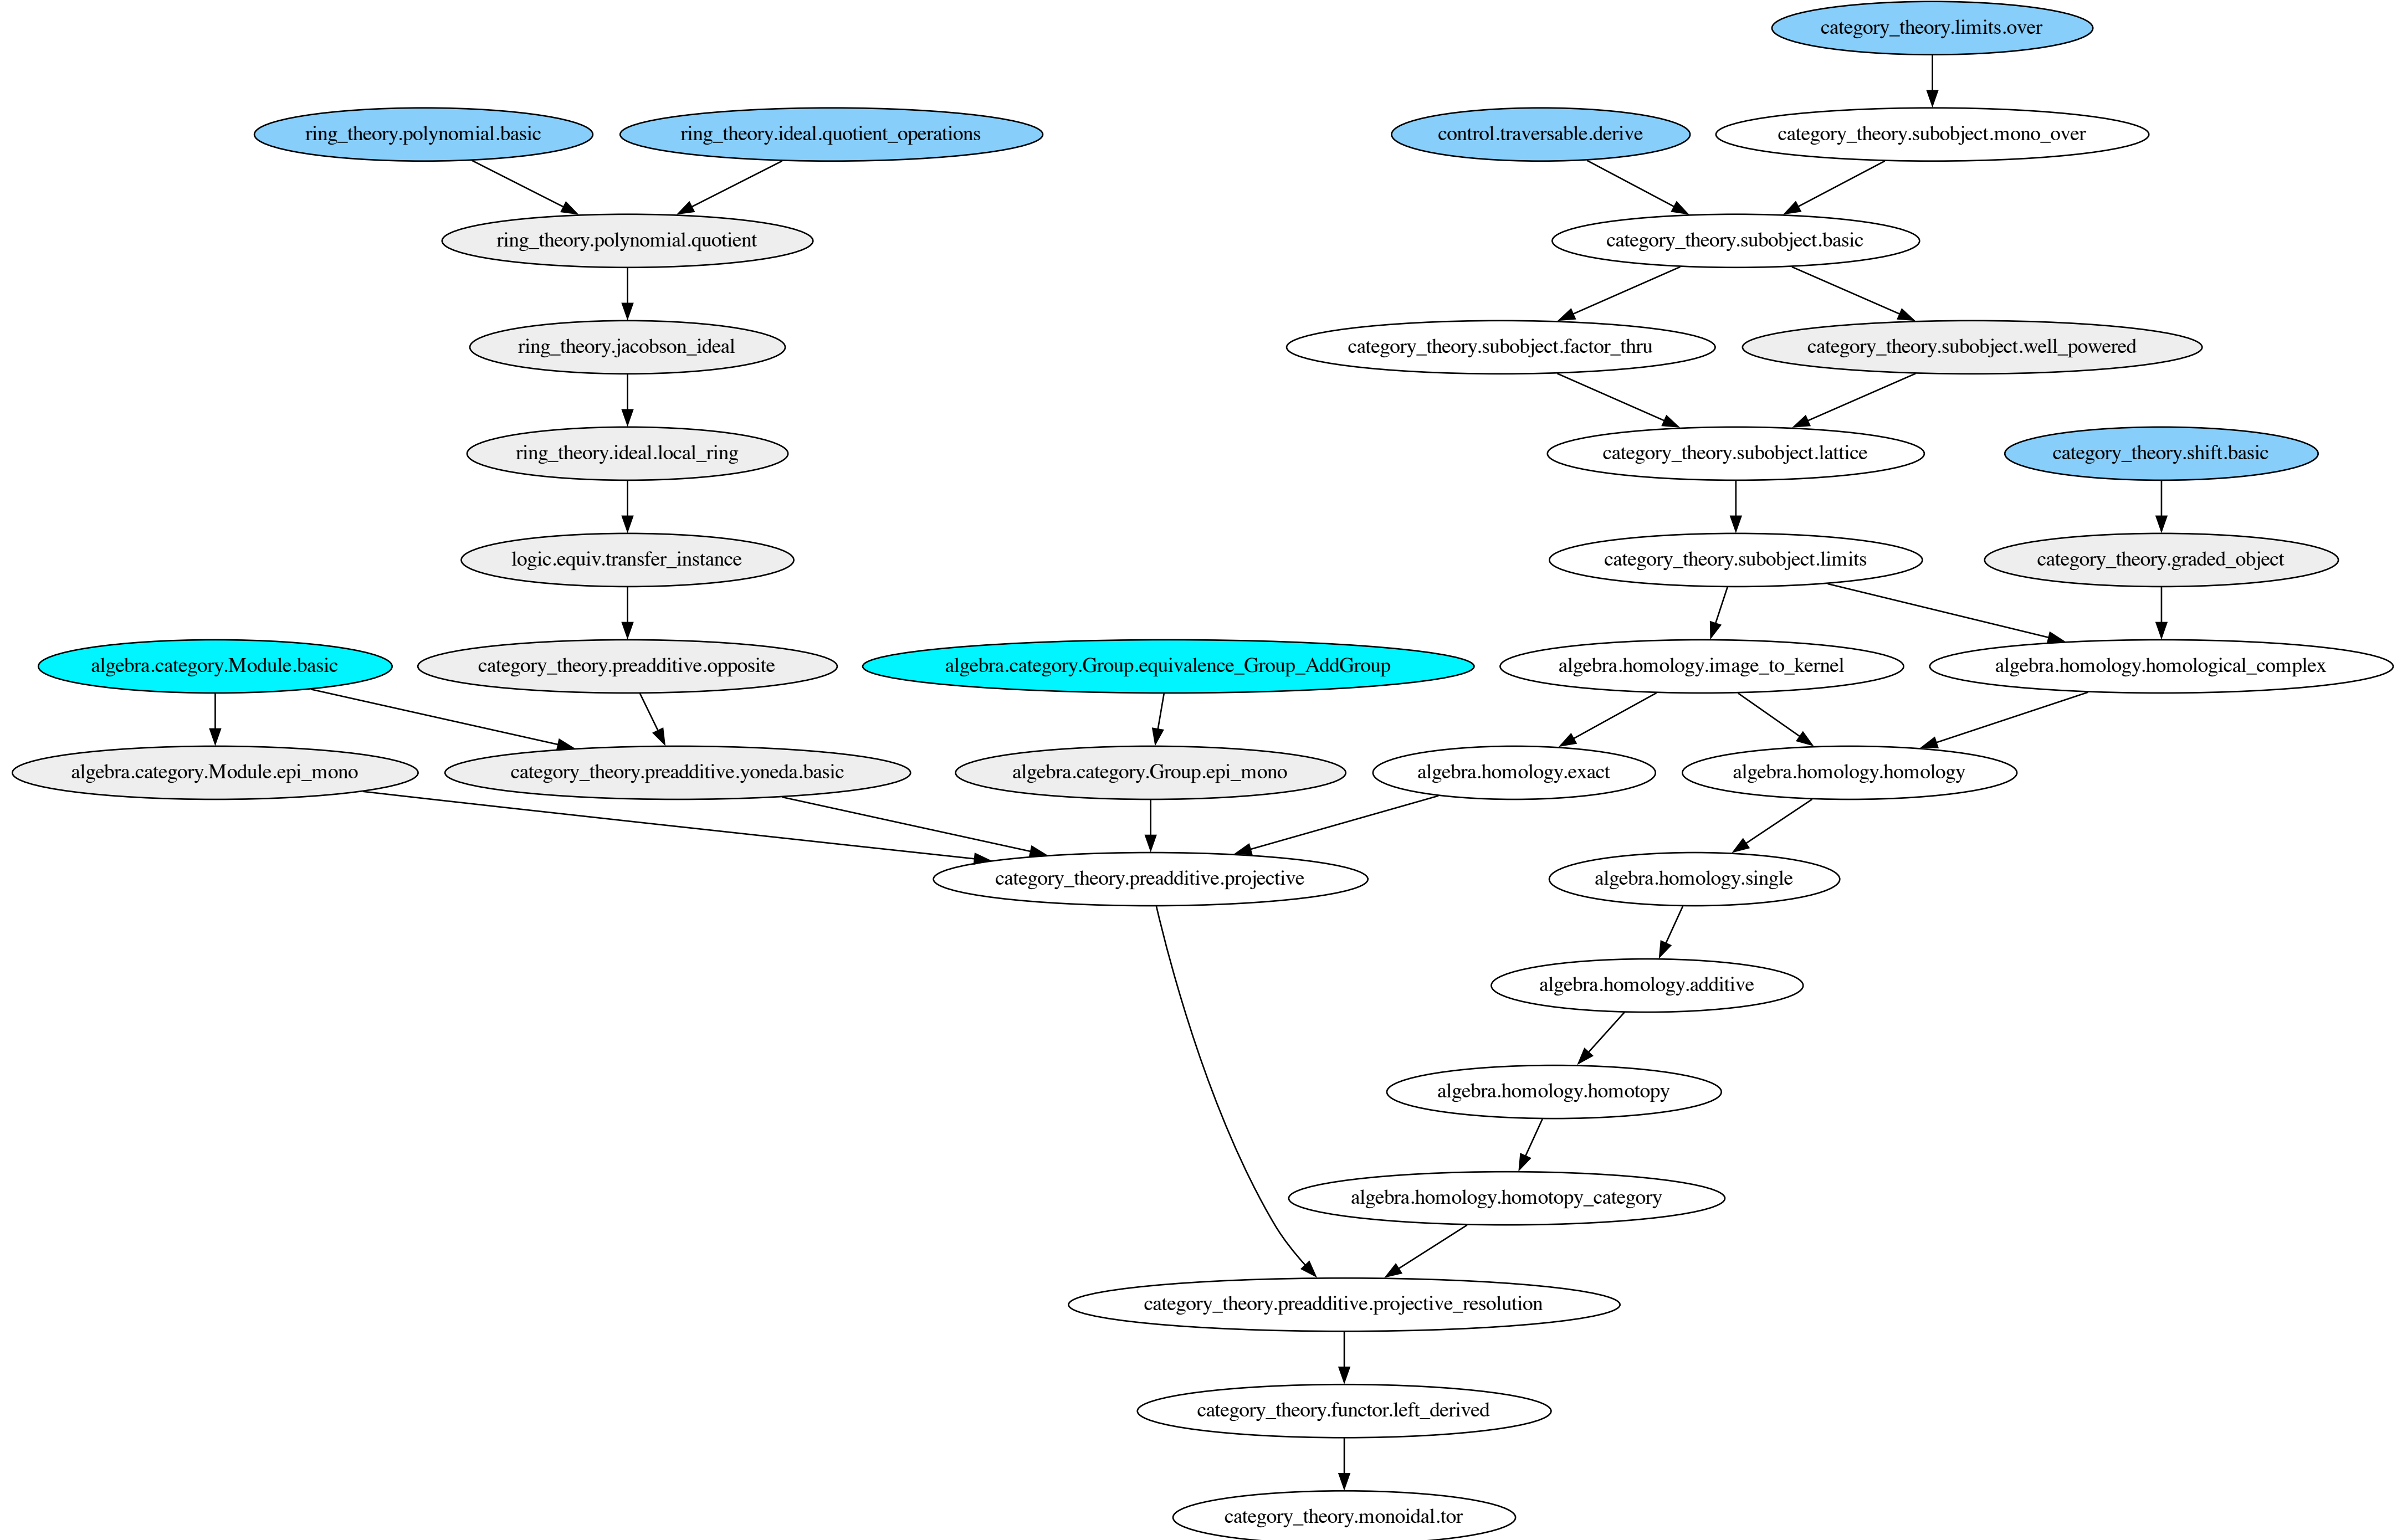 category_theory.limits.over
ring_theory.polynomial.basic
ring_theory.ideal.quotient_operations
control.traversable.derive
category_theory.subobject.mono_over
ring_theory.polynomial.quotient
category_theory.subobject.basic
ring_theory.jacobson_ideal
category_theory.subobject.factor_thru
category_theory.subobject.well_powered
ring_theory.ideal.local_ring
category_theory.subobject.lattice
category_theory.shift.basic
logic.equiv.transfer_instance
category_theory.subobject.limits
category_theory.graded_object
algebra.category.Module.basic
category_theory.preadditive.opposite
algebra.category.Group.equivalence_Group_AddGroup
algebra.homology.image_to_kernel
algebra.homology.homological_complex
algebra.category.Module.epi_mono
category_theory.preadditive.yoneda.basic
algebra.category.Group.epi_mono
algebra.homology.exact
algebra.homology.homology
category_theory.preadditive.projective
algebra.homology.single
algebra.homology.additive
algebra.homology.homotopy
algebra.homology.homotopy_category
category_theory.preadditive.projective_resolution
category_theory.functor.left_derived
category_theory.monoidal.tor